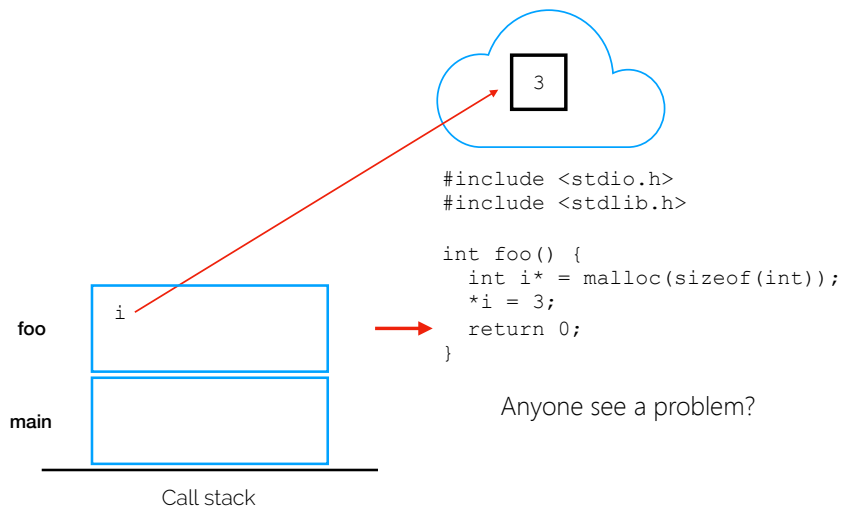 3
#include <stdio.h>
#include <stdlib.h>
int foo() {
  int i* = malloc(sizeof(int));
  *i = 3;
  return 0;
}
i
foo
main
Anyone see a problem?
Call stack